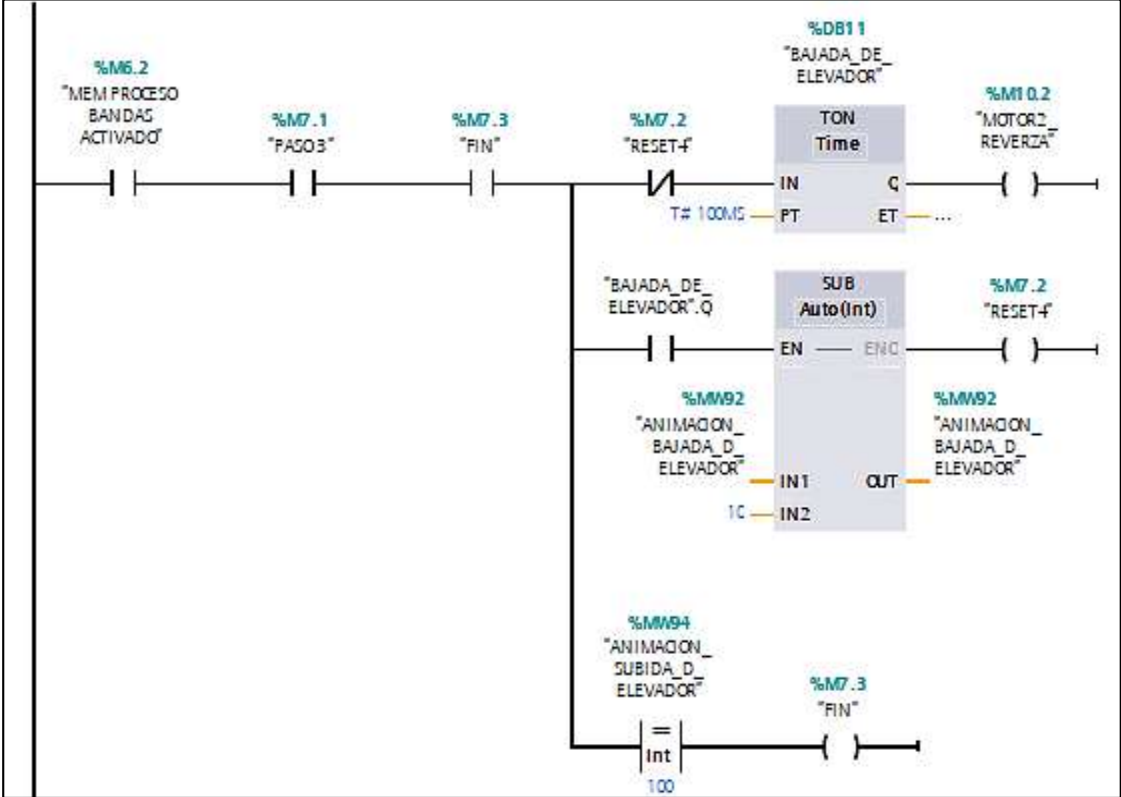 %DB11
"BAJADA_DE_
ELEVADOR"
%M6.2
"MEM PROCESO
BANDAS
ACTIVADO"
%M7.1
"PASO3"
%M7.3
"FIN"
%M7.2
"RESET-f"
TON
Time
%M10.2
"MOTOR2_
REVERZA"
IN
Q
T# 100MS
PT
ET
...
"BAJADA_DE_
ELEVADOR".Q
SUB
Auto(Int)
%M7.2
"RESET-f"
EN
ENO
%MW92
"ANIMACION_
BAJADA_D_
ELEVADOR"
%MW92
"ANIMACION_
BAJADA_D_
ELEVADOR"
IN1
OUT
10
IN2
%MW94
"ANIMACION_
SUBIDA_D_
ELEVADOR"
%M7.3
"FIN"
=
Int
100